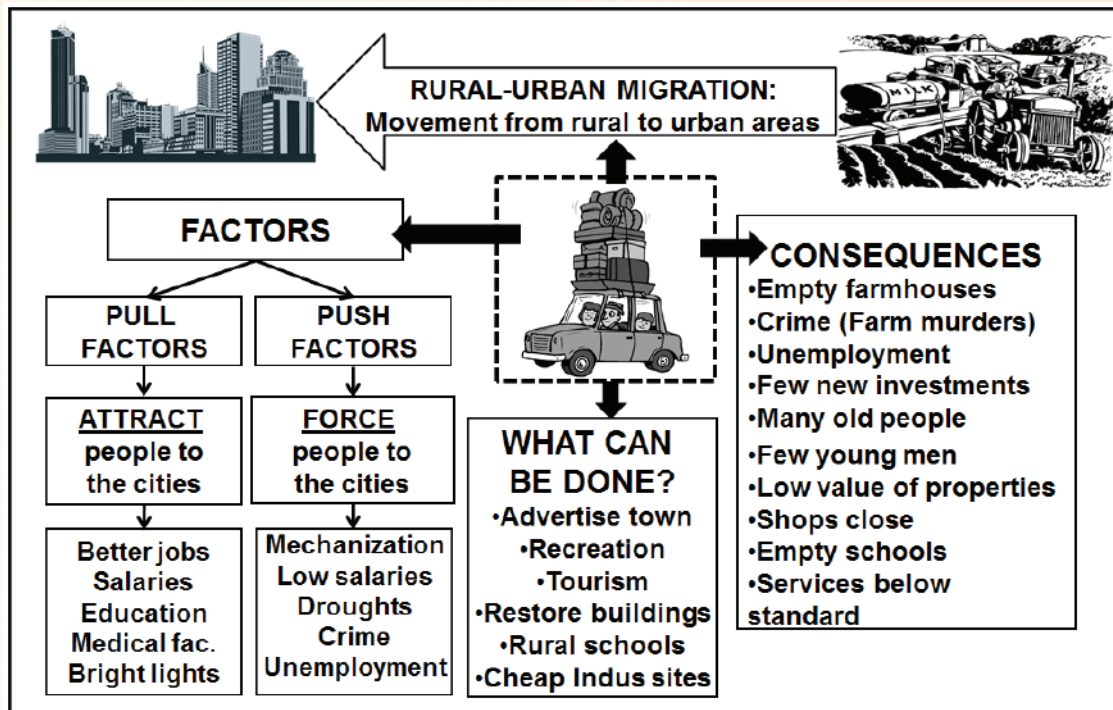 RURAL-URBAN MIGRATION:
Movement from rural to urban areas
MILK
FACTORS
PULL
FACTORS
PUSH
FACTORS
ATTRACT
people to
the cities
FORCE
people to
the cities
Better jobs
Salaries
Education
Medical fac.
Bright lights
Mechanization
Low salaries
Droughts
Crime
Unemployment
WHAT CAN
BE DONE?
•Advertise town
•Recreation
•Tourism
•Restore buildings
•Rural schools
•Cheap Indus sites
CONSEQUENCES
•Empty farmhouses
•Crime (Farm murders)
•Unemployment
•Few new investments
•Many old people
•Few young men
•Low value of properties
•Shops close
•Empty schools
•Services below
standard